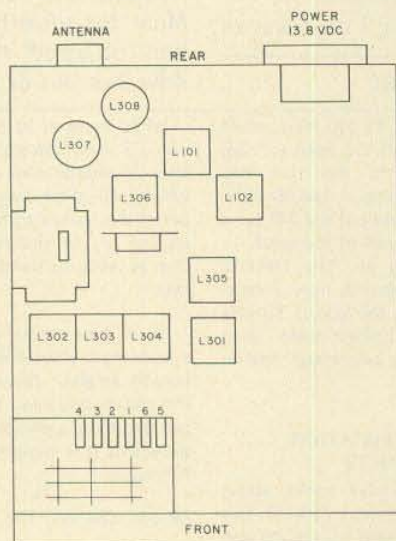 POWER
13.8 VDC
ANTENNA
REAR
L308
L307
L101
L306
L102
L305
L302 L303 L304 L301
4 3 2 1 6 5
FRONT